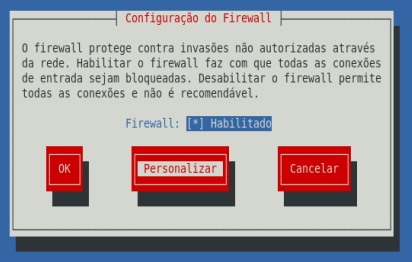 Configuração do Firewall
O firewall protege contra invasões não autorizadas através
da rede. Habilitar o firewall faz com que todas as conexões
de entrada sejam bloqueadas. Desabilitar o firewall permite
todas as conexões e não é recomendável.
Firewall: [*] Habilitado
OK Personalizar Cancelar